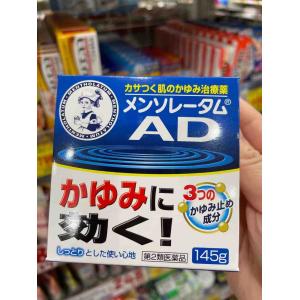 MENTHOLATUM
カサつく肌のかゆみ治療薬
メンソレータム®
AD
かゆみに
効く!
3つの
かゆみ止め
成分
しっとりとした使い心地
第2類医薬品
145g